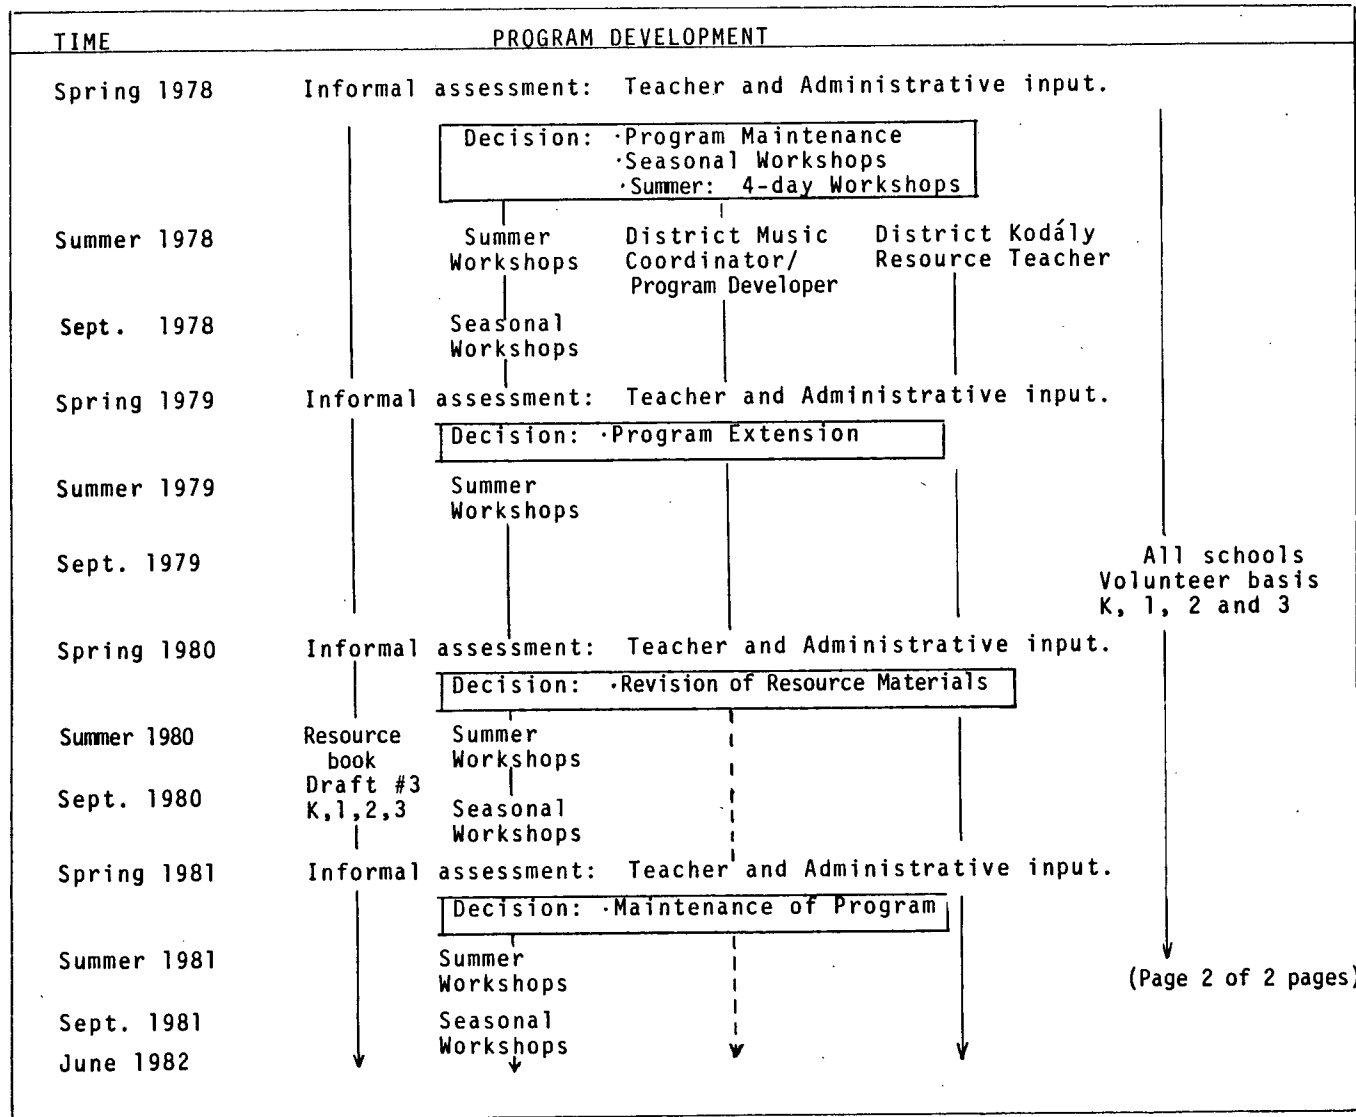 TIME PROGRAM DEVELOPMENT
Spring 1978 Informal assessment: Teacher and Administrative input.
Decision: ·Program Maintenance
·Seasonal Workshops
·Summer: 4-day Workshops
Summer 1978 Summer District Music District Kodály
Workshops Coordinator/ Resource Teacher
Program Developer
Sept. 1978 Seasonal
Workshops
Spring 1979 Informal assessment: Teacher and Administrative input.
Decision: ·Program Extension
Summer 1979 Summer
Workshops
Sept. 1979 All schools
Volunteer basis
K, 1, 2 and 3
Spring 1980 Informal assessment: Teacher and Administrative input.
Decision: ·Revision of Resource Materials
Summer 1980 Resource Summer
book Workshops
Draft #3
Sept. 1980 K,1,2,3 Seasonal
Workshops
Spring 1981 Informal assessment: Teacher and Administrative input.
Decision: ·Maintenance of Program
Summer 1981 Summer
Workshops (Page 2 of 2 pages)
Sept. 1981 Seasonal
Workshops
June 1982